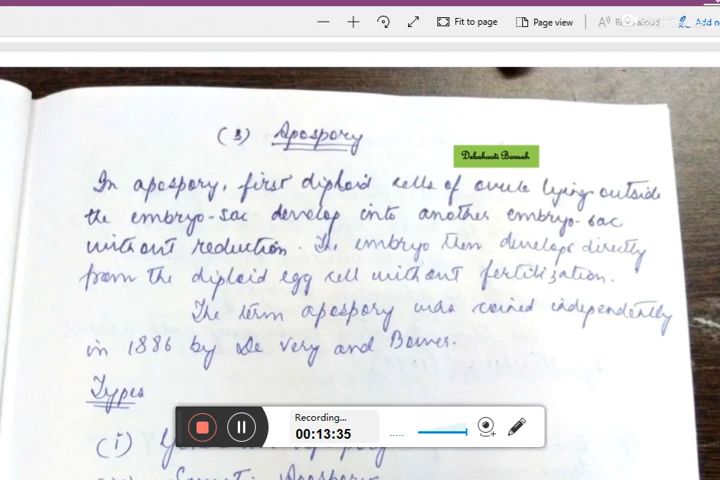 Fit to page
Page view
Add no
(3) Apospory
Debahooti Baruah
In apospory, first diploid cells of ovule lying outside
the embryo-sac develop into another embryo-sac
without reduction. The embryo then develops directly
from the diploid egg cell without fertilization.
The term apospory was coined independently
in 1886 by De Very and Bower.
Types
Recording...
00:13:35
(i)